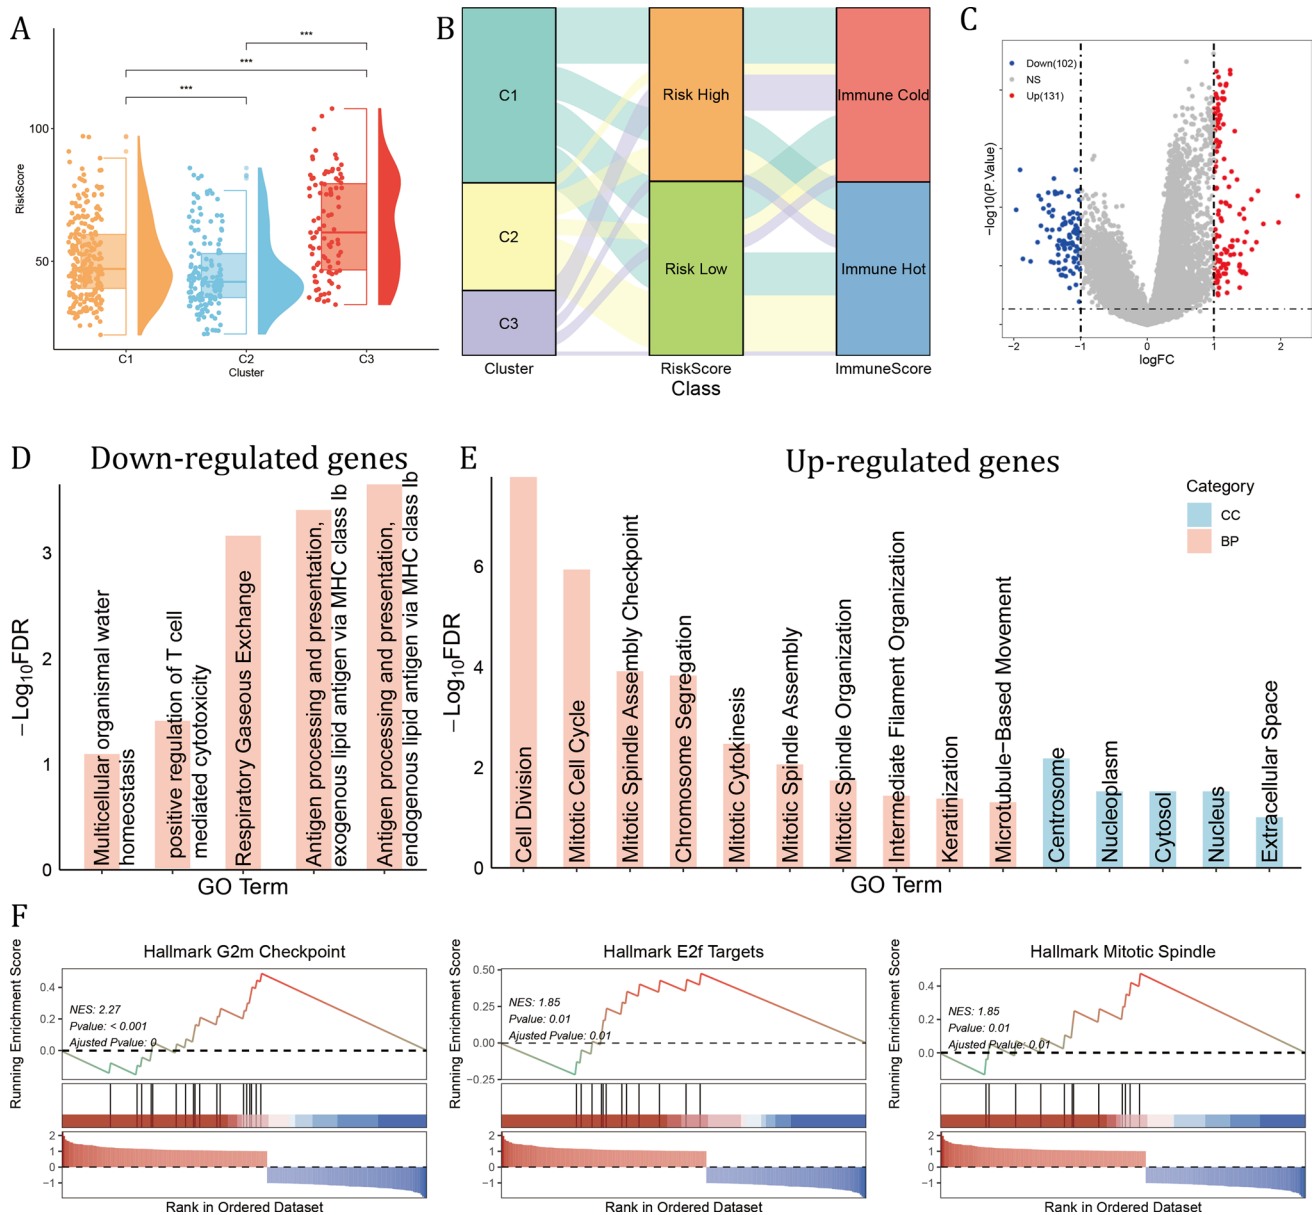 A
***
***
***
100
50
RiskScore
C1
C2
C3
Cluster
B
C1
C2
C3
Risk High
Risk Low
Immune Cold
Immune Hot
Cluster
RiskScore
ImmuneScore
Class
C
Down(102)
NS
Up(131)
−log10(P.Value)
−2
−1
0
1
2
logFC
D
Down-regulated genes
−Log10FDR
3
2
1
0
Multicellular organismal water
homeostasis
positive regulation of T cell
mediated cytotoxicity
Respiratory Gaseous Exchange
Antigen processing and presentation,
exogenous lipid antigen via MHC class Ib
Antigen processing and presentation,
endogenous lipid antigen via MHC class Ib
GO Term
E
Up-regulated genes
Category
CC
BP
−Log10FDR
6
4
2
0
Cell Division
Mitotic Cell Cycle
Mitotic Spindle Assembly Checkpoint
Chromosome Segregation
Mitotic Cytokinesis
Mitotic Spindle Assembly
Mitotic Spindle Organization
Intermediate Filament Organization
Keratinization
Microtubule−Based Movement
Centrosome
Nucleoplasm
Cytosol
Nucleus
Extracellular Space
GO Term
F
Hallmark G2m Checkpoint
Running Enrichment Score
0.4
0.2
0.0
NES: 2.27
Pvalue: < 0.001
Ajusted Pvalue: 0
2
1
0
−1
Rank in Ordered Dataset
Hallmark E2f Targets
Running Enrichment Score
0.50
0.25
0.00
−0.25
NES: 1.85
Pvalue: 0.01
Ajusted Pvalue: 0.01
2
1
0
−1
Rank in Ordered Dataset
Hallmark Mitotic Spindle
Running Enrichment Score
0.4
0.2
0.0
NES: 1.85
Pvalue: 0.01
Ajusted Pvalue: 0.01
2
1
0
−1
Rank in Ordered Dataset